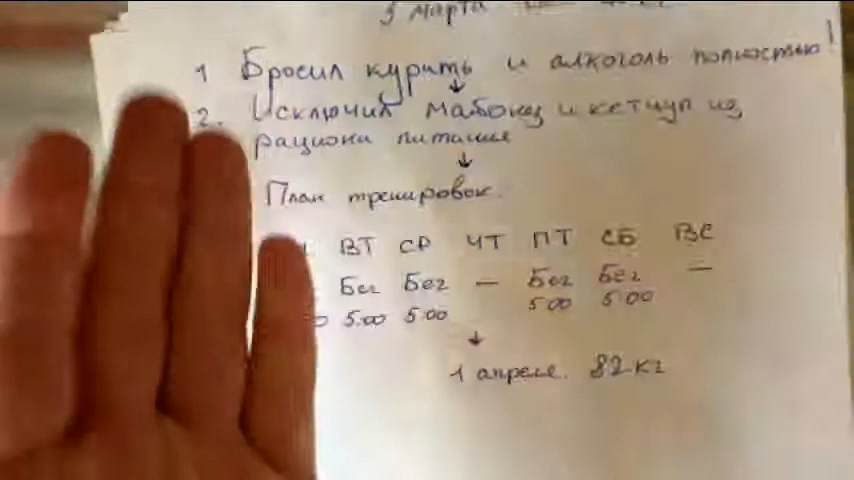 5 марта
1 Бросил курить и алкоголь полностью!
2. Исключил майонез и кетчуп из
рациона питания
План тренировок.
ВТ СР ЧТ ПТ СБ ВС
Бег Бег — Бег Бег —
5.00 5.00 5.00 5.00
1 апреля. 82 кг